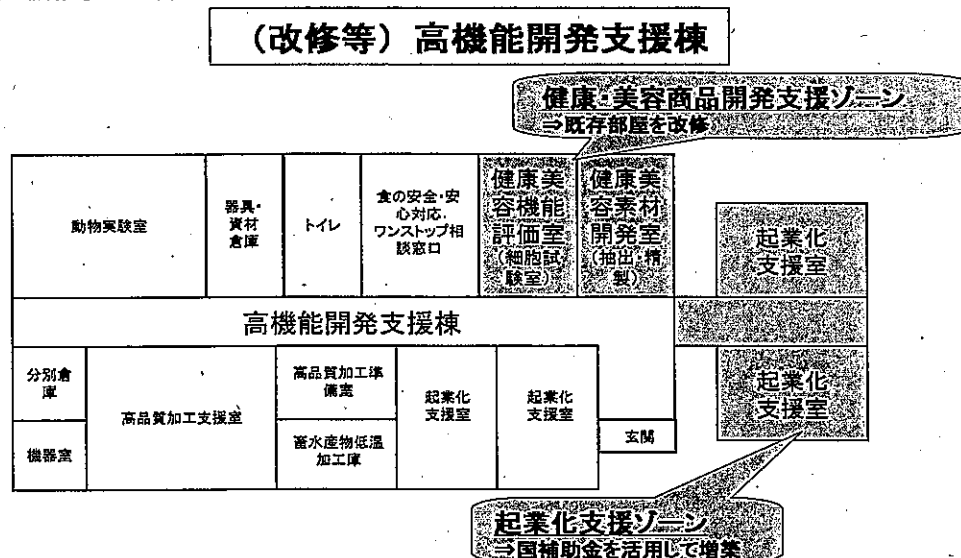 （改修等）高機能開発支援棟
健康・美容商品開発支援ゾーン
⇒既存部屋を改修
動物実験室
器具・
資材
倉庫
トイレ
食の安全・安
心対応、
ワンストップ相
談窓口
健康美
容機能
評価室
（細胞試
験室）
健康美
容素材
開発室
（抽出・精
製）
起業化
支援室
高機能開発支援棟
分別倉
庫
機器室
高品質加工支援室
高品質加工準
備室
畜水産物低温
加工庫
起業化
支援室
起業化
支援室
玄関
起業化
支援室
起業化支援ゾーン
⇒国補助金を活用して増築